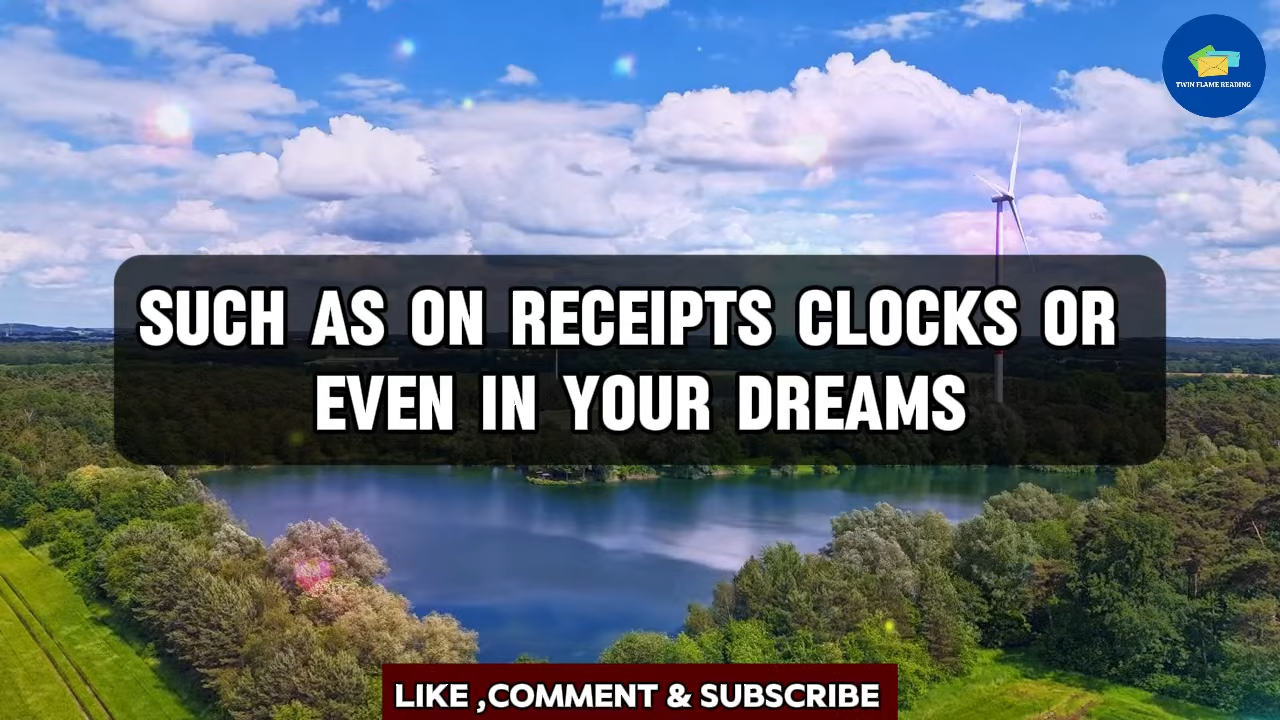 TWIN FLAME READING
SUCH AS ON RECEIPTS CLOCKS OR
EVEN IN YOUR DREAMS
LIKE ,COMMENT & SUBSCRIBE